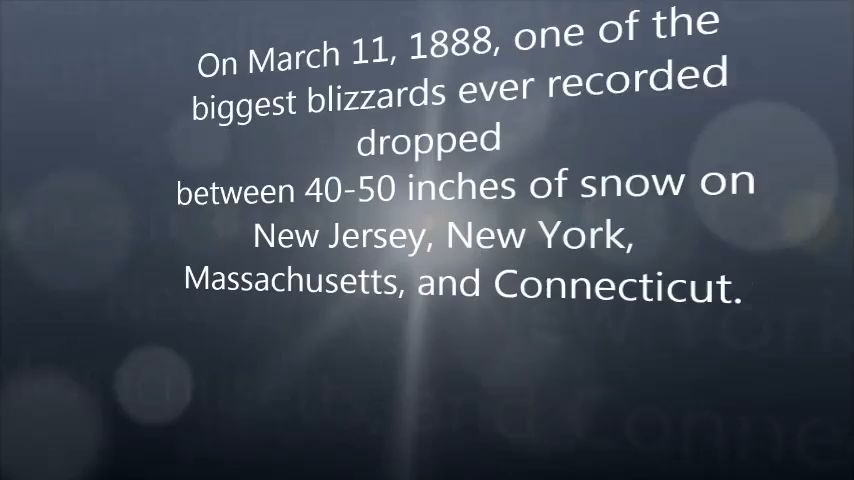 On March 11, 1888, one of the
biggest blizzards ever recorded
dropped
between 40-50 inches of snow on
New Jersey, New York,
Massachusetts, and Connecticut.